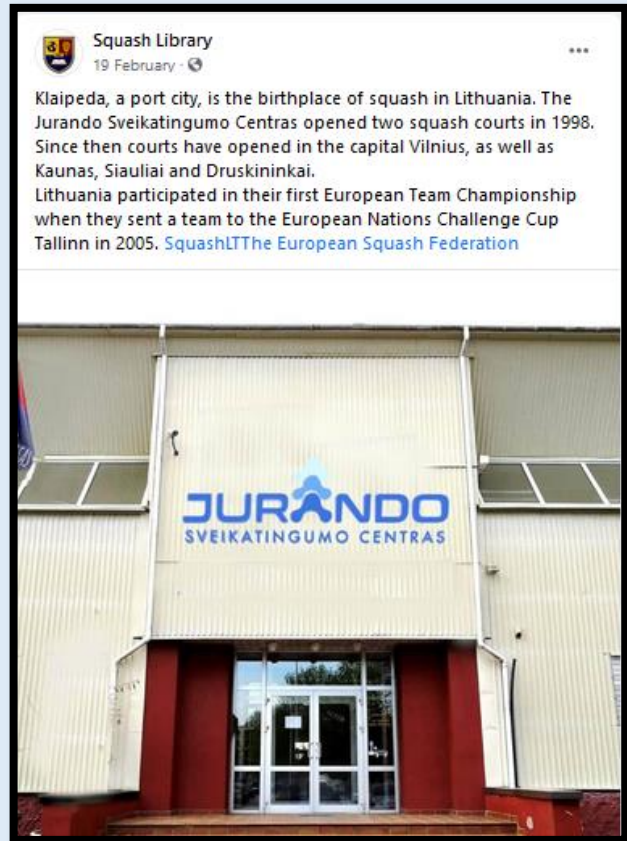 Squash Library
19 February ·
Klaipeda, a port city, is the birthplace of squash in Lithuania. The
Jurando Sveikatingumo Centras opened two squash courts in 1998.
Since then courts have opened in the capital Vilnius, as well as
Kaunas, Siauliai and Druskininkai.
Lithuania participated in their first European Team Championship
when they sent a team to the European Nations Challenge Cup
Tallinn in 2005. SquashLTThe European Squash Federation
JURANDO
SVEIKATINGUMO CENTRAS